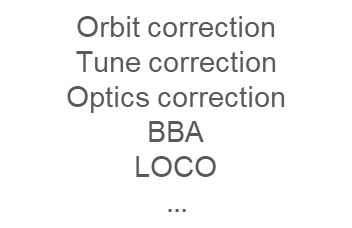 Orbit correction
Tune correction
Optics correction
BBA
LOCO
...